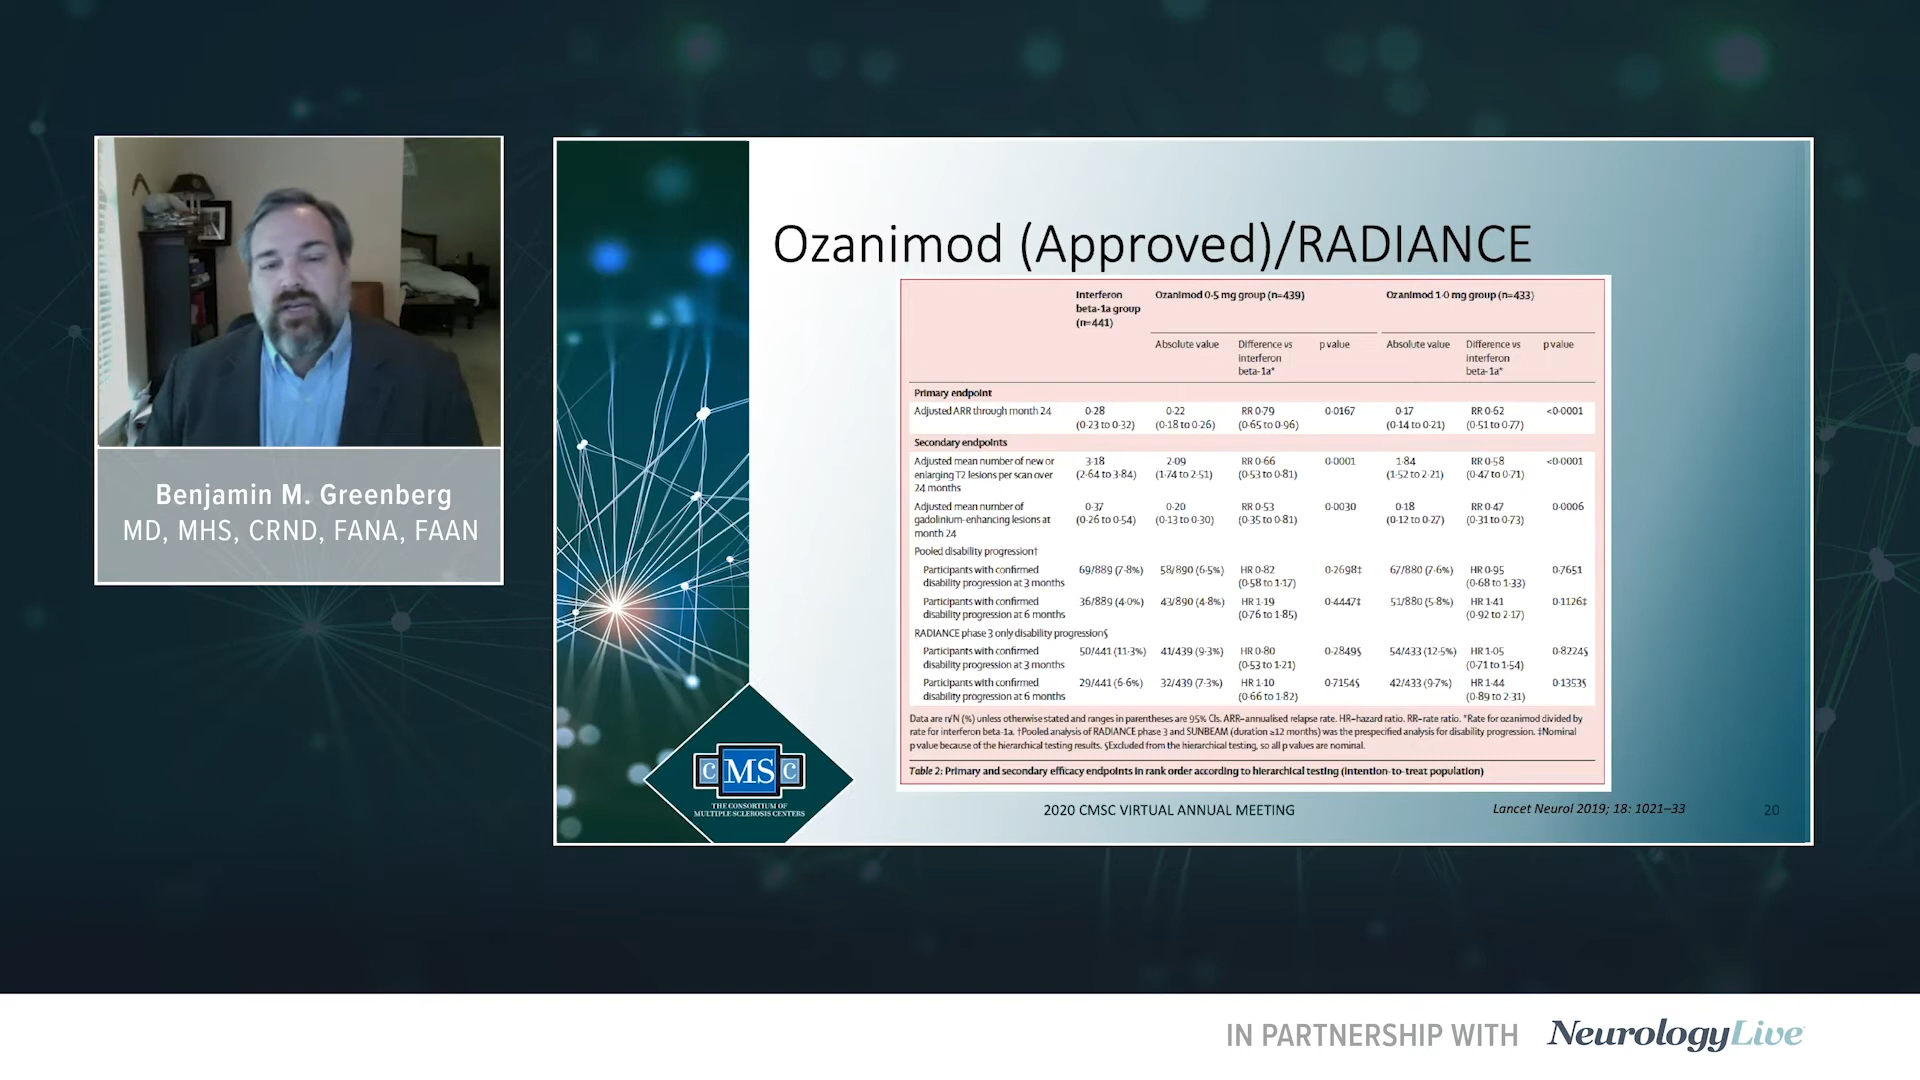 Benjamin M. Greenberg
MD, MHS, CRND, FANA, FAAN
Ozanimod (Approved)/RADIANCE
Interferon beta-1a group (n=441) Ozanimod 0·5 mg group (n=439) Ozanimod 1·0 mg group (n=433)
Absolute value Difference vs interferon beta-1a* p value Absolute value Difference vs interferon beta-1a* p value
Primary endpoint
Adjusted ARR through month 24 0·28 (0·23 to 0·32) 0·22 (0·18 to 0·26) RR 0·79 (0·65 to 0·96) 0·0167 0·17 (0·14 to 0·21) RR 0·62 (0·51 to 0·77) <0·0001
Secondary endpoints
Adjusted mean number of new or enlarging T2 lesions per scan over 24 months 3·18 (2·64 to 3·84) 2·09 (1·74 to 2·51) RR 0·66 (0·53 to 0·81) 0·0001 1·84 (1·52 to 2·21) RR 0·58 (0·47 to 0·71) <0·0001
Adjusted mean number of gadolinium-enhancing lesions at month 24 0·37 (0·26 to 0·54) 0·20 (0·13 to 0·30) RR 0·53 (0·35 to 0·81) 0·0030 0·18 (0·12 to 0·27) RR 0·47 (0·31 to 0·73) 0·0006
Pooled disability progression†
Participants with confirmed disability progression at 3 months 69/889 (7·8%) 58/890 (6·5%) HR 0·82 (0·58 to 1·17) 0·2698‡ 67/880 (7·6%) HR 0·95 (0·68 to 1·33) 0·7651
Participants with confirmed disability progression at 6 months 36/889 (4·0%) 43/890 (4·8%) HR 1·19 (0·76 to 1·85) 0·4447‡ 51/880 (5·8%) HR 1·41 (0·92 to 2·17) 0·1126‡
RADIANCE phase 3 only disability progression§
Participants with confirmed disability progression at 3 months 50/441 (11·3%) 41/439 (9·3%) HR 0·80 (0·53 to 1·21) 0·2849§ 54/433 (12·5%) HR 1·05 (0·71 to 1·54) 0·8224§
Participants with confirmed disability progression at 6 months 29/441 (6·6%) 32/439 (7·3%) HR 1·10 (0·66 to 1·82) 0·7154§ 42/433 (9·7%) HR 1·44 (0·89 to 2·31) 0·1353§
Data are n/N (%) unless otherwise stated and ranges in parentheses are 95% CIs. ARR=annualised relapse rate. HR=hazard ratio. RR=rate ratio. *Rate for ozanimod divided by
rate for interferon beta-1a. †Pooled analysis of RADIANCE phase 3 and SUNBEAM (duration ≥12 months) was the prespecified analysis for disability progression. ‡Nominal
p value because of the hierarchical testing results. §Excluded from the hierarchical testing, so all p values are nominal.
Table 2: Primary and secondary efficacy endpoints in rank order according to hierarchical testing (intention-to-treat population)
C MS C
THE CONSORTIUM OF
MULTIPLE SCLEROSIS CENTERS
2020 CMSC VIRTUAL ANNUAL MEETING
Lancet Neurol 2019; 18: 1021–33
20
IN PARTNERSHIP WITH NeurologyLive